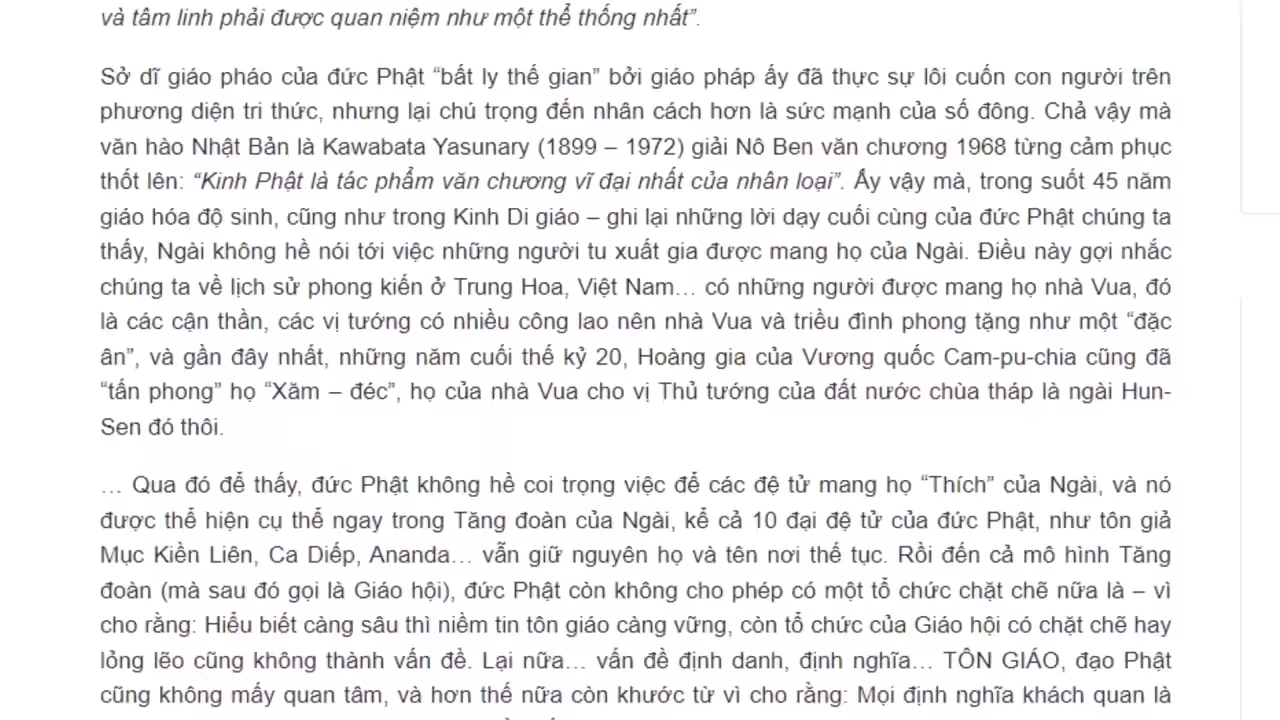 và tâm linh phải được quan niệm như một thể thống nhất”.
Sở dĩ giáo pháo của đức Phật “bất ly thế gian” bởi giáo pháp ấy đã thực sự lôi cuốn con người trên
phương diện tri thức, nhưng lại chú trọng đến nhân cách hơn là sức mạnh của số đông. Chả vậy mà
văn hào Nhật Bản là Kawabata Yasunary (1899 – 1972) giải Nô Ben văn chương 1968 từng cảm phục
thốt lên: “Kinh Phật là tác phẩm văn chương vĩ đại nhất của nhân loại”. Ấy vậy mà, trong suốt 45 năm
giáo hóa độ sinh, cũng như trong Kinh Di giáo – ghi lại những lời dạy cuối cùng của đức Phật chúng ta
thấy, Ngài không hề nói tới việc những người tu xuất gia được mang họ của Ngài. Điều này gợi nhắc
chúng ta về lịch sử phong kiến ở Trung Hoa, Việt Nam… có những người được mang họ nhà Vua, đó
là các cận thần, các vị tướng có nhiều công lao nên nhà Vua và triều đình phong tặng như một “đặc
ân”, và gần đây nhất, những năm cuối thế kỷ 20, Hoàng gia của Vương quốc Cam-pu-chia cũng đã
“tấn phong” họ “Xăm – đéc”, họ của nhà Vua cho vị Thủ tướng của đất nước chùa tháp là ngài Hun-
Sen đó thôi.
… Qua đó để thấy, đức Phật không hề coi trọng việc để các đệ tử mang họ “Thích” của Ngài, và nó
được thể hiện cụ thể ngay trong Tăng đoàn của Ngài, kể cả 10 đại đệ tử của đức Phật, như tôn giả
Mục Kiền Liên, Ca Diếp, Ananda… vẫn giữ nguyên họ và tên nơi thế tục. Rồi đến cả mô hình Tăng
đoàn (mà sau đó gọi là Giáo hội), đức Phật còn không cho phép có một tổ chức chặt chẽ nữa là – vì
cho rằng: Hiểu biết càng sâu thì niềm tin tôn giáo càng vững, còn tổ chức của Giáo hội có chặt chẽ hay
lỏng lẽo cũng không thành vấn đề. Lại nữa… vấn đề định danh, định nghĩa… TÔN GIÁO, đạo Phật
cũng không mấy quan tâm, và hơn thế nữa còn khước từ vì cho rằng: Mọi định nghĩa khách quan là